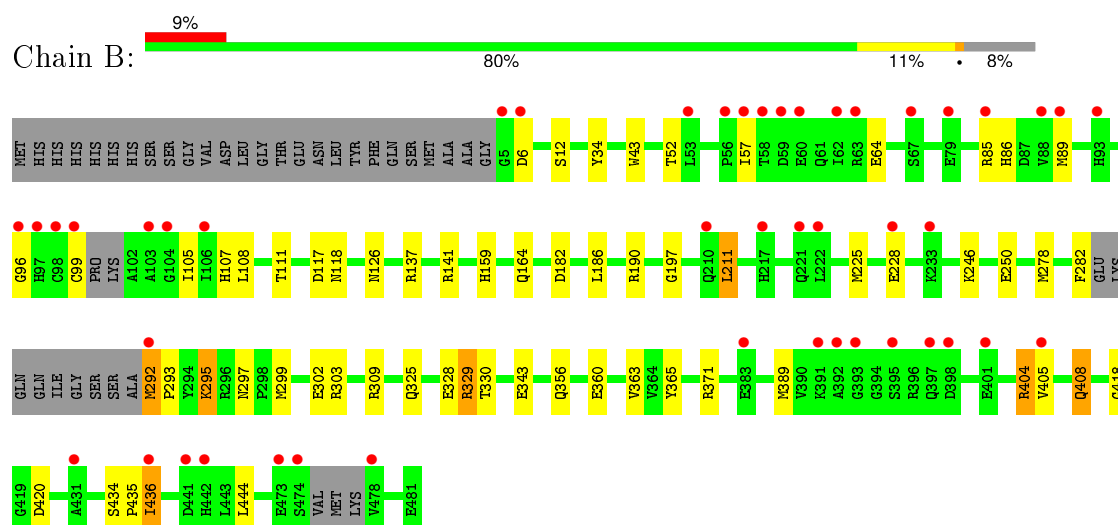 9%
Chain B:
80% 11% • 8%
MET HIS HIS HIS HIS HIS HIS SER SER GLY VAL ASP LEU GLY THR GLU ASN LEU TYR PHE GLN SER MET ALA ALA GLY G5 D6 S12 Y34 W43 T52 L53 P56 I57 T58 D59 E60 Q61 I62 R63 E64 S67 E79 R85 H86 D87 V88 M89 H93
G96 H97 C98 C99 PRO LYS A102 A103 G104 I105 I106 H107 L108 T111 D117 N118 N126 R137 R141 H159 Q164 D182 L186 R190 G197 Q210 L211 H217 Q221 L222 M225 E228 K233 K246 E250 M278 F282 GLU LYS
GLN GLN ILE GLY SER SER ALA M292 P293 Y294 K295 R296 N297 P298 M299 E302 R303 R309 Q325 E328 R329 T330 E343 Q356 E360 V363 V364 Y365 R371 E383 M389 V390 K391 A392 G393 G394 S395 R396 Q397 D398 E401 R404 V405 Q408 G418
G419 D420 A431 S434 P435 I436 D441 H442 L443 L444 E473 S474 VAL MET LYS V478 E481